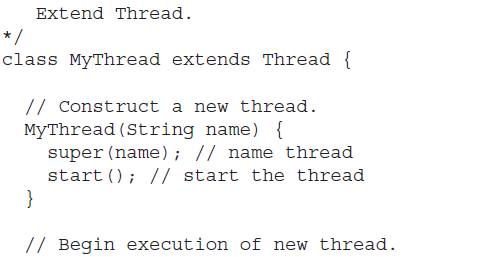 Extend Thread.
*/
class MyThread extends Thread {
// Construct a new thread.
MyThread(String name) {
super(name); // name thread
start(); // start the thread
}
// Begin execution of new thread.